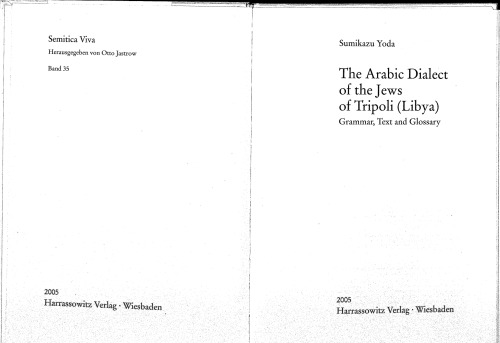 Semitica Viva
Herausgegeben von Otto Jastrow
Band 35
2005
Harrassowitz Verlag · Wiesbaden
Sumikazu Yoda
The Arabic Dialect
of the Jews
of Tripoli (Libya)
Grammar, Text and Glossary
2005
Harrassowitz Verlag · Wiesbaden